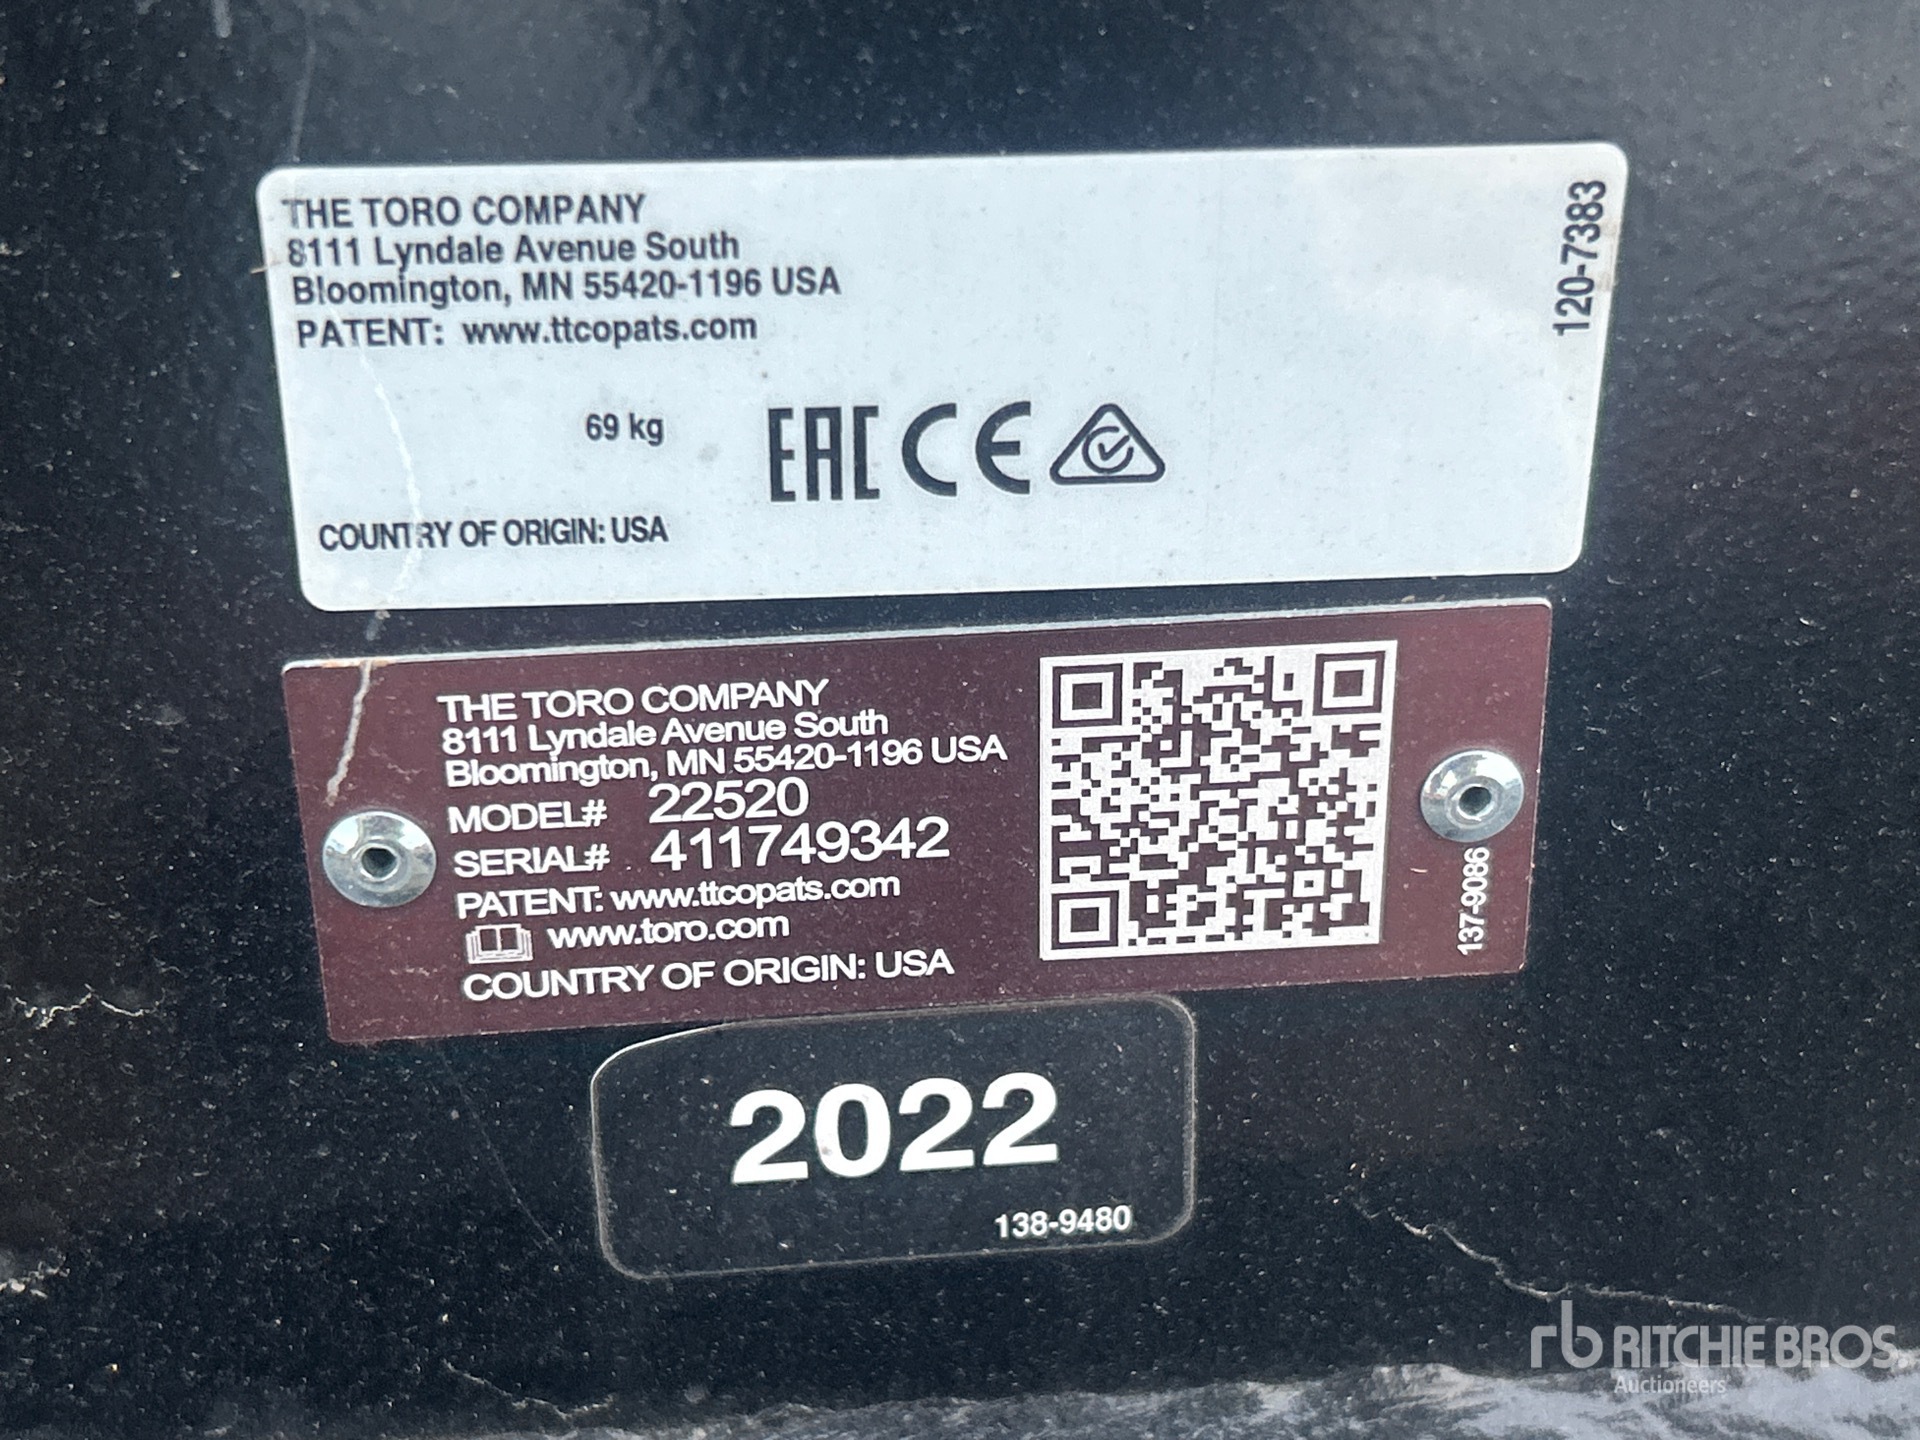 THE TORO COMPANY
8111 Lyndale Avenue South
Bloomington, MN 55420-1196 USA
PATENT: www.ttcopats.com
120-7383
69 kg
EAC CE
COUNTRY OF ORIGIN: USA
THE TORO COMPANY
8111 Lyndale Avenue South
Bloomington, MN 55420-1196 USA
MODEL# 22520
SERIAL# 411749342
PATENT: www.ttcopats.com
www.toro.com
COUNTRY OF ORIGIN: USA
137-9086
2022
138-9480
rb RITCHIE BROS.
Auctioneers